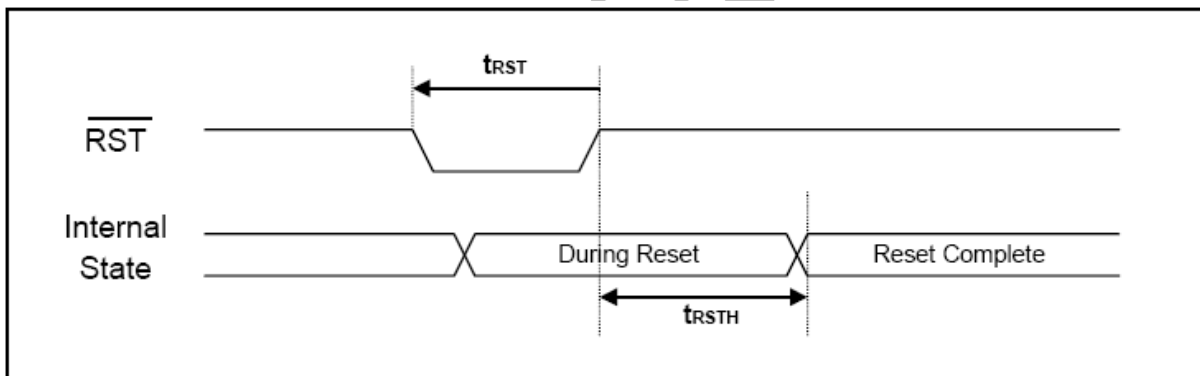 tRST
RST
Internal
State
During Reset
Reset Complete
tRSTH